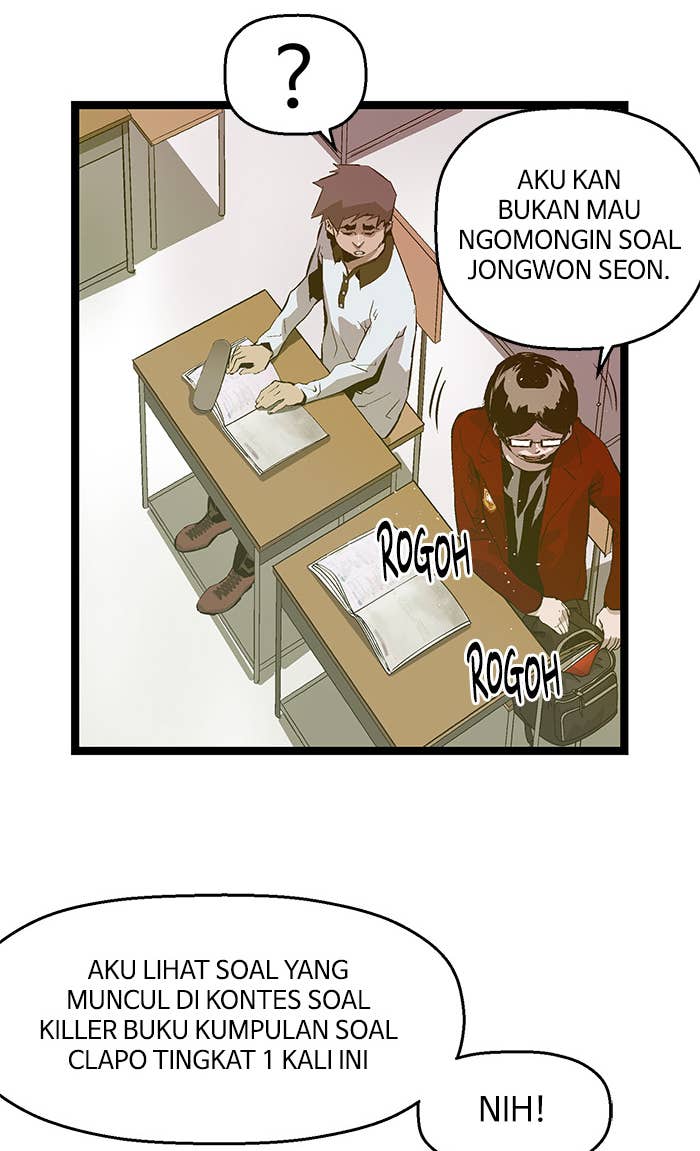 ?
AKU KAN
BUKAN MAU
NGOMONGIN SOAL
JONGWON SEON.
ROGOH
ROGOH
AKU LIHAT SOAL YANG
MUNCUL DI KONTES SOAL
KILLER BUKU KUMPULAN SOAL
CLAPO TINGKAT 1 KALI INI
NIH!